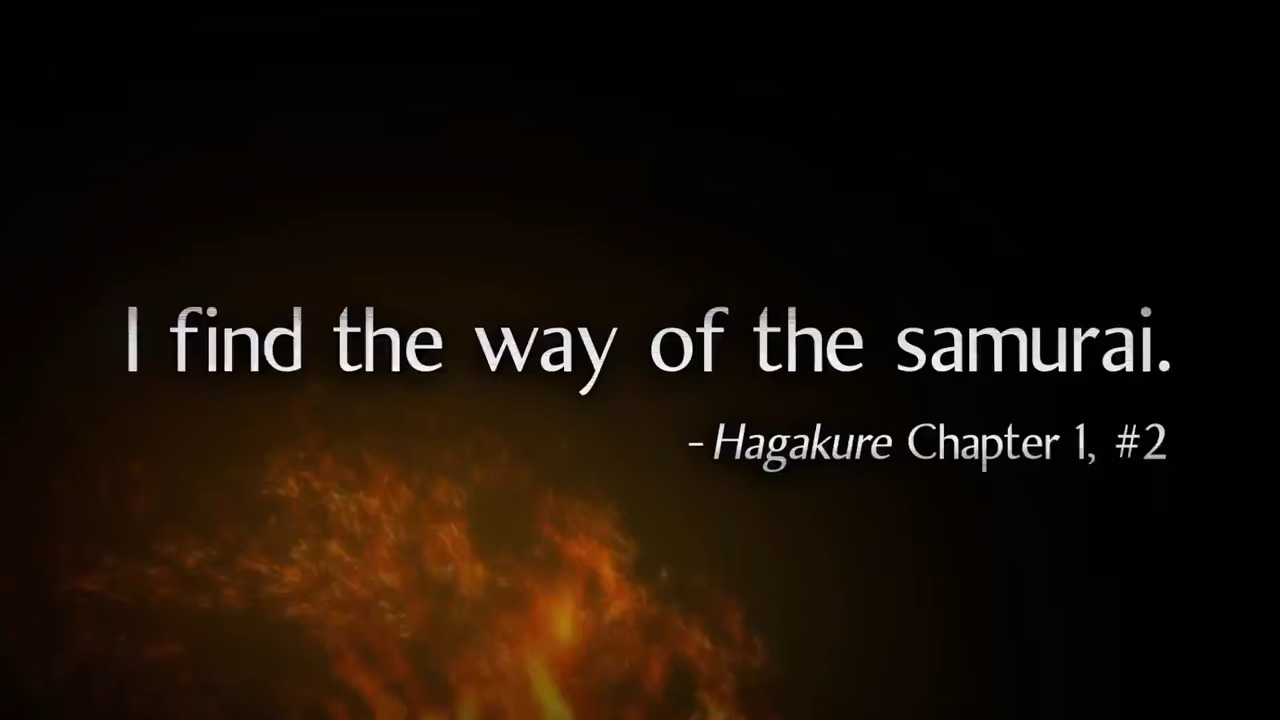 I find the way of the samurai.
- Hagakure Chapter 1, #2